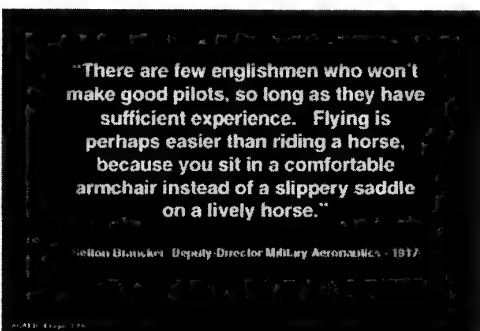 "There are few englishmen who won't
make good pilots, so long as they have
sufficient experience. Flying is
perhaps easier than riding a horse,
because you sit in a comfortable
armchair instead of a slippery saddle
on a lively horse."
Deputy Director Military Aeronautics - 1917